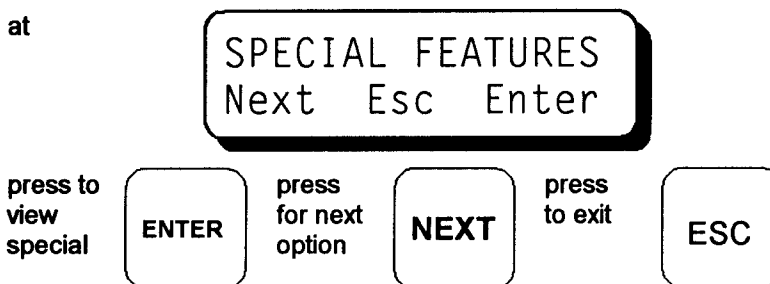 at
SPECIAL FEATURES
Next Esc Enter
press to
view
special
ENTER
press
for next
option
NEXT
press
to exit
ESC